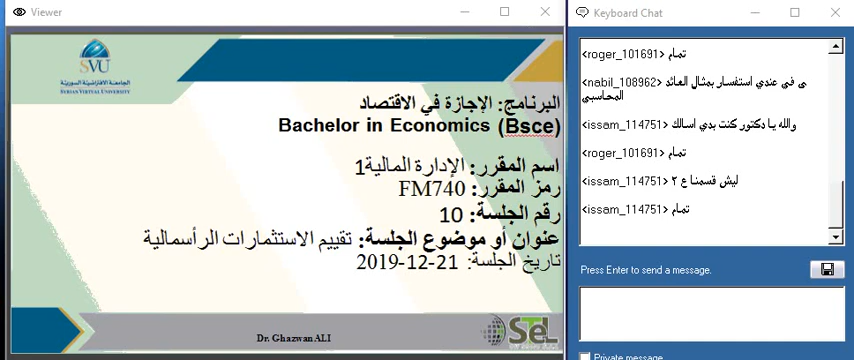 Viewer
SVU
الجامعة الافتراضية السورية
SYRIAN VIRTUAL UNIVERSITY
البرنامج: الإجازة في الاقتصاد
Bachelor in Economics (Bsce)
اسم المقرر: الإدارة المالية1
رمز المقرر: FM740
رقم الجلسة: 10
عنوان او موضوع الجلسة: تقييم الاستثمارات الرأسمالية
تاريخ الجلسة: 21-12-2019
Dr. Ghazwan ALI
SeL
Keyboard Chat
<roger_101691> تمام
<nabil_108962> ى فى عندي استفسار بمثال العائد
المحاسبي
<issam_114751> والله يا دكتور كنت بدي اسالك
<roger_101691> تمام
<issam_114751> ليش قسمنا ع ٢
<issam_114751> تمام
Press Enter to send a message.
Private message